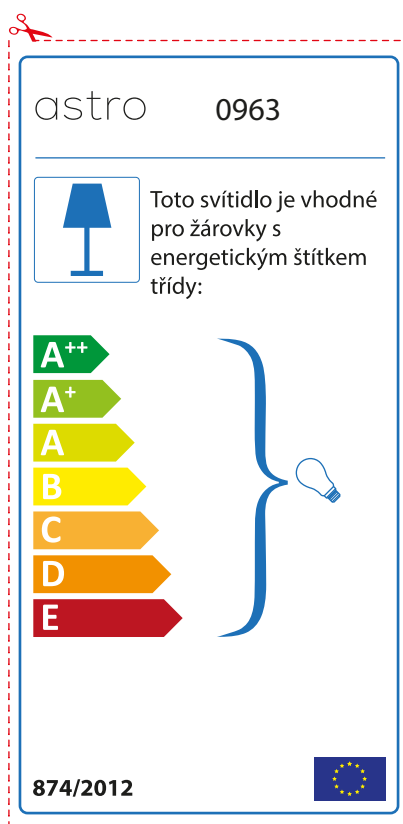 astro 0963
Toto svítidlo je vhodné
pro žárovky s
energetickým štítkem
třídy:
A++
A+
A
B
C
D
E
874/2012